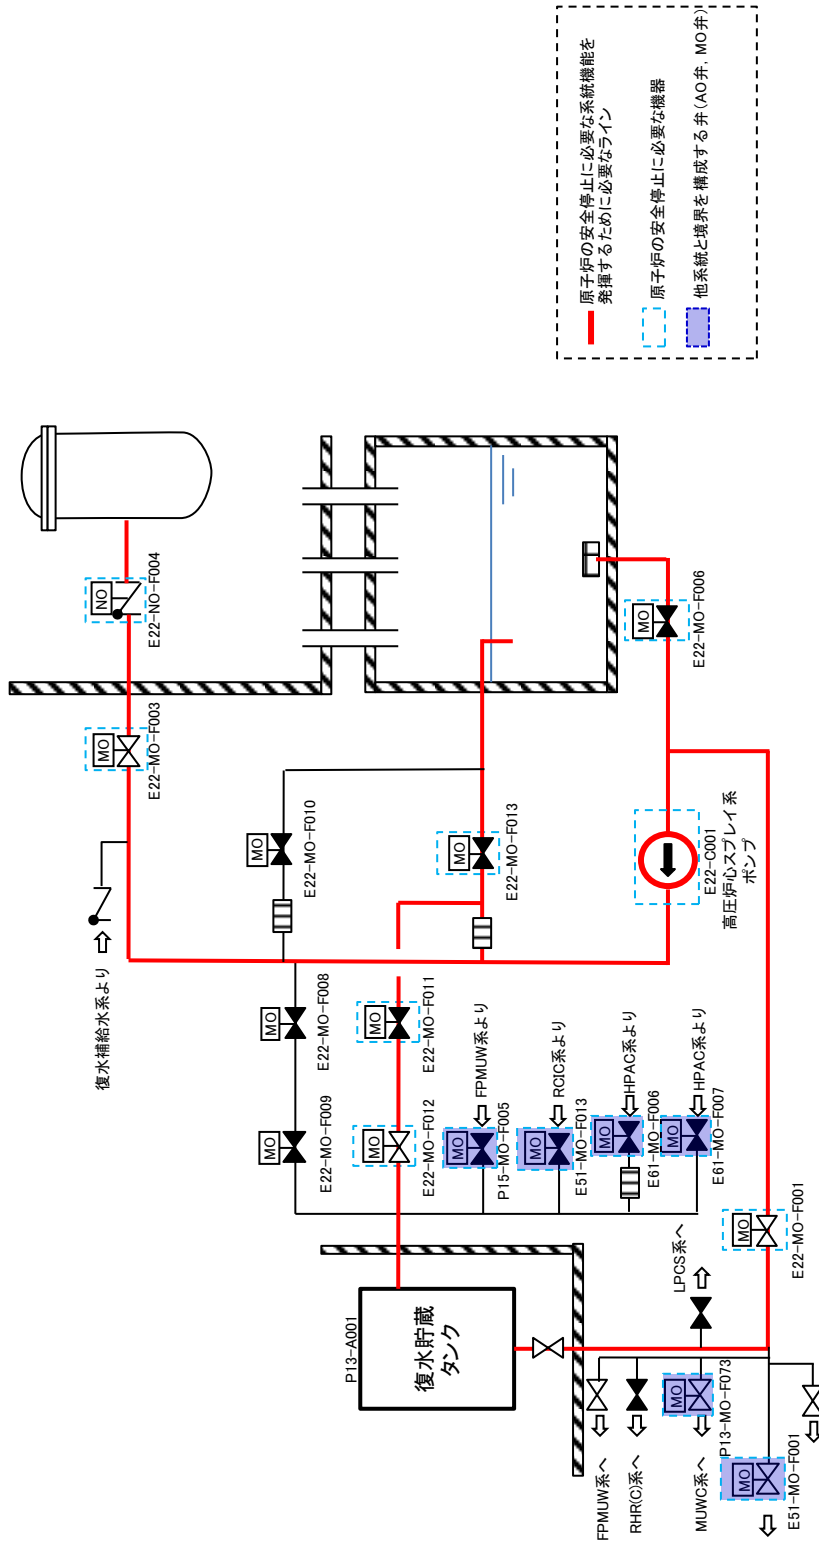 原子炉の安全停止に必要な系統機能を
発揮するために必要なライン
原子炉の安全停止に必要な機器
他系統と境界を構成する弁(AO弁, MO弁)
NO
E22-NO-F004
MO
E22-MO-F003
復水補給水系より
MO
E22-MO-F010
MO
E22-MO-F013
MO
E22-MO-F006
E22-C001
高圧炉心スプレイ系
ポンプ
MO
E22-MO-F008
MO
E22-MO-F009
MO
E22-MO-F011
MO
E22-MO-F012
MO
FPMUW系より
P15-MO-F005
MO
RCIC系より
E51-MO-F013
MO
HPAC系より
E61-MO-F006
MO
HPAC系より
E61-MO-F007
MO
E22-MO-F001
P13-A001
復水貯蔵
タンク
LPCS系へ
FPMUW系へ
RHR(C)系へ
MO
MUWC系へ
P13-MO-F073
MO
E51-MO-F001